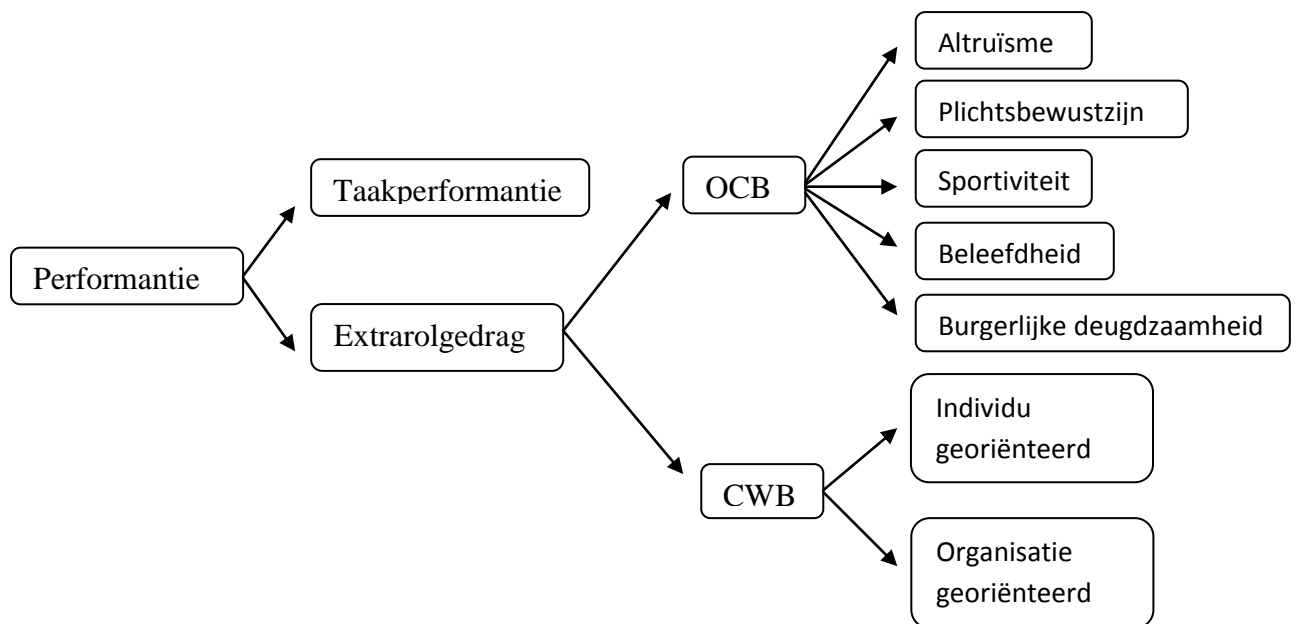 Performantie
Taakperformantie
Extrarolgedrag
OCB
CWB
Altruïsme
Plichtsbewustzijn
Sportiviteit
Beleefdheid
Burgerlijke deugdzaamheid
Individu
georiënteerd
Organisatie
georiënteerd